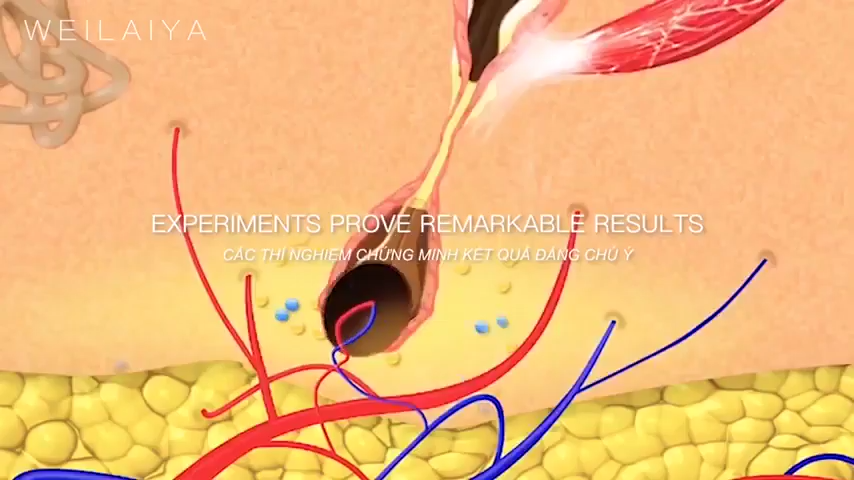 WEILAIYA
EXPERIMENTS PROVE REMARKABLE RESULTS
CÁC THÍ NGHIỆM CHỨNG MINH KẾT QUẢ ĐÁNG CHÚ Ý